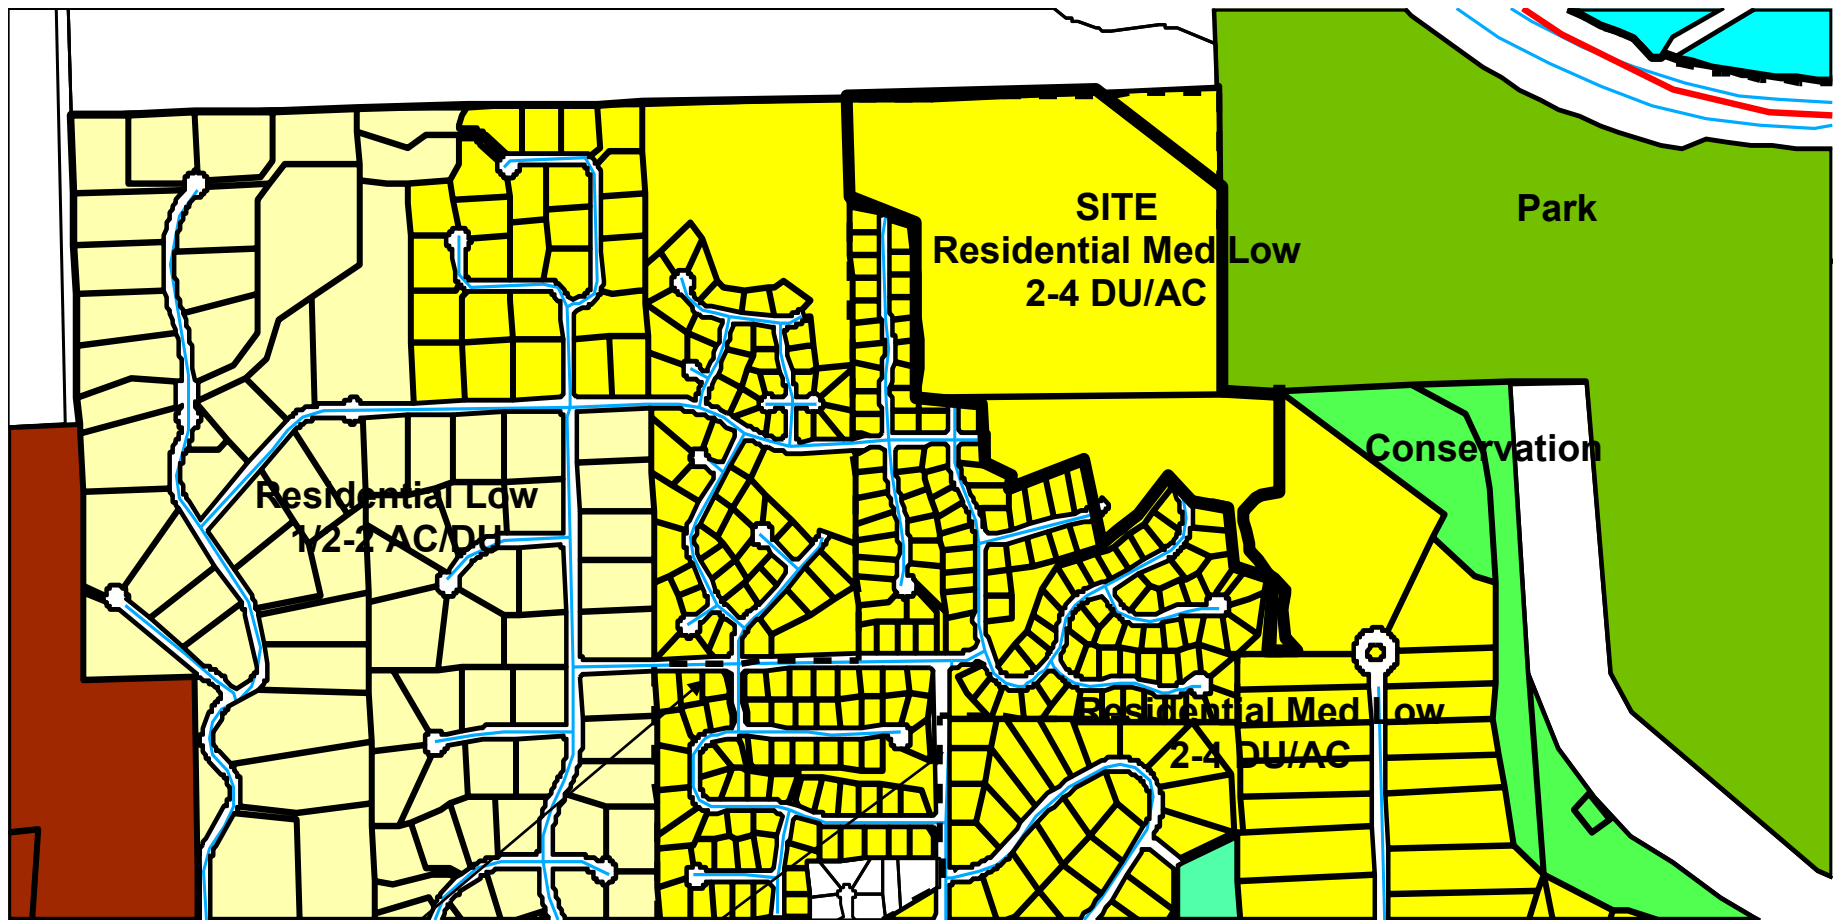 SITE
Residential Med Low
2-4 DU/AC
Park
Conservation
Residential Low
1/2-2 AC/DU
Residential Med Low
2-4 DU/AC